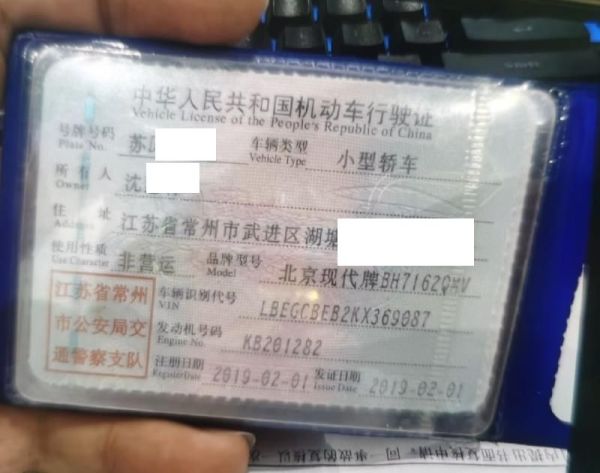 中华人民共和国机动车行驶证
Vehicle License of the People's Republic of China
号牌号码 苏 车辆类型 小型轿车
Plate No. Vehicle Type
所有人 沈
Owner
住址 江苏省常州市武进区湖塘
Address
使用性质 非营运 品牌型号 北京现代牌BH7162QMV
Use Character Model
江苏省常州
市公安局交
通警察支队
车辆识别代号 LBEGCBEB2KX369087
VIN
发动机号码 KB201282
Engine No.
注册日期 2019-02-01 发证日期 2019-02-01
Register Date Issue Date